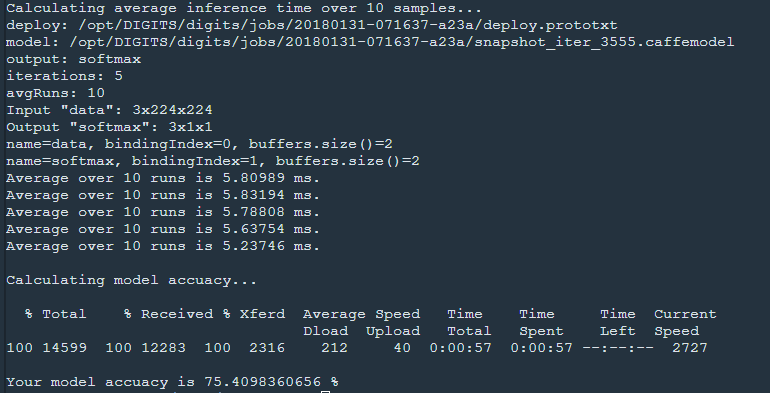 Calculating average inference time over 10 samples...
deploy: /opt/DIGITS/digits/jobs/20180131-071637-a23a/deploy.prototxt
model: /opt/DIGITS/digits/jobs/20180131-071637-a23a/snapshot_iter_3555.caffemodel
output: softmax
iterations: 5
avgRuns: 10
Input "data": 3x224x224
Output "softmax": 3x1x1
name=data, bindingIndex=0, buffers.size()=2
name=softmax, bindingIndex=1, buffers.size()=2
Average over 10 runs is 5.80989 ms.
Average over 10 runs is 5.83194 ms.
Average over 10 runs is 5.78808 ms.
Average over 10 runs is 5.63754 ms.
Average over 10 runs is 5.23746 ms.
Calculating model accuacy...
% Total % Received % Xferd Average Speed Time Time Time Current
Dload Upload Total Spent Left Speed
100 14599 100 12283 100 2316 212 40 0:00:57 0:00:57 --:--:-- 2727
Your model accuacy is 75.4098360656 %